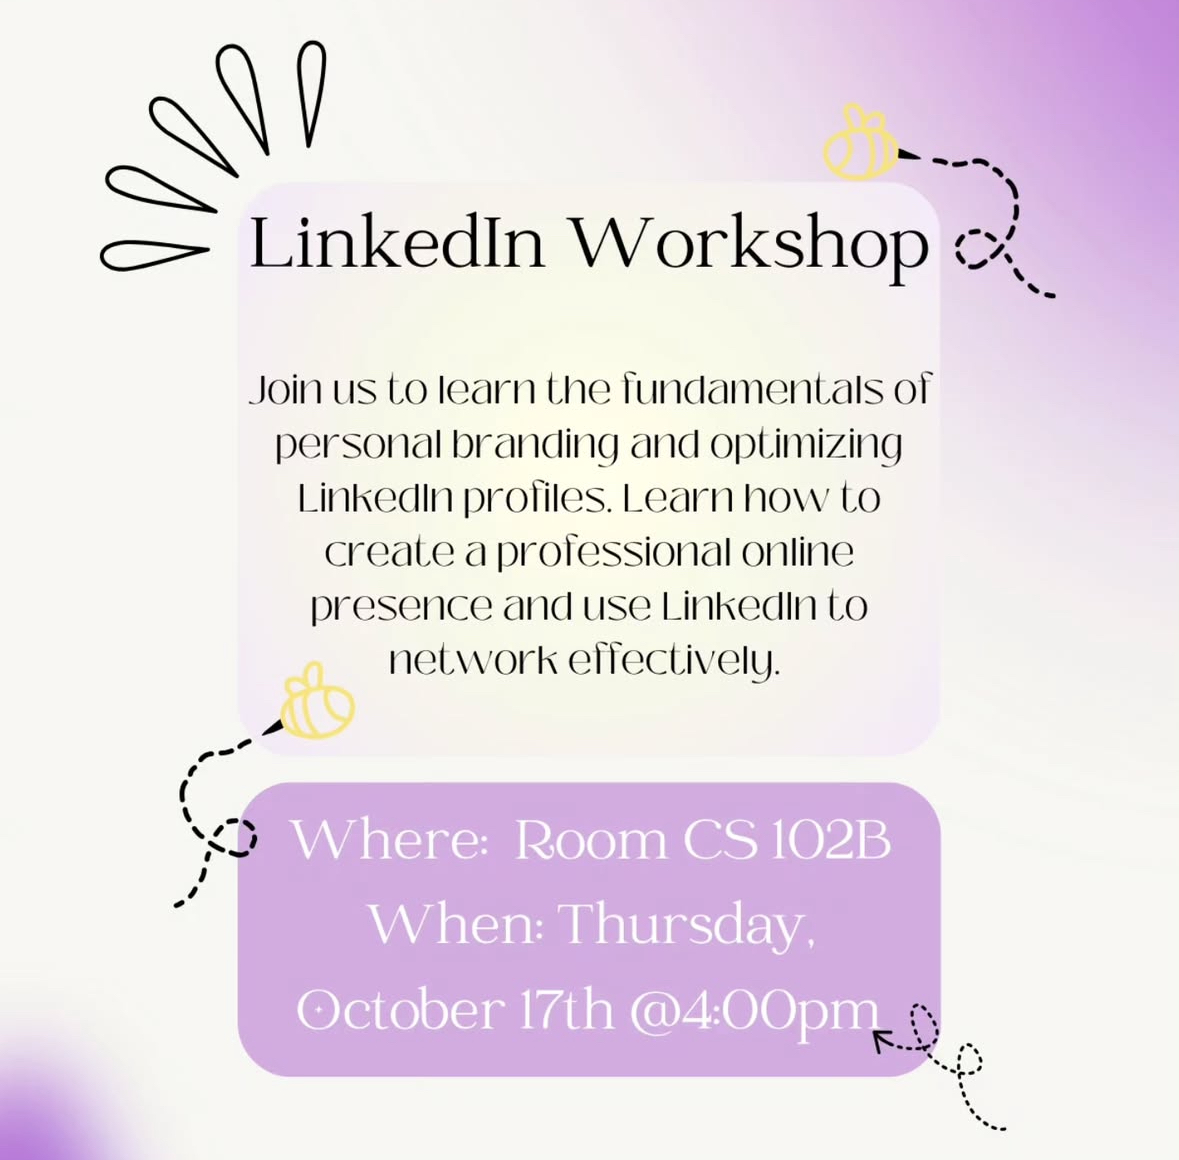 LinkedIn Workshop
Join us to learn the fundamentals of
personal branding and optimizing
LinkedIn profiles. Learn how to
create a professional online
presence and use LinkedIn to
network effectively.
Where: Room CS 102B
When: Thursday,
October 17th @4:00pm